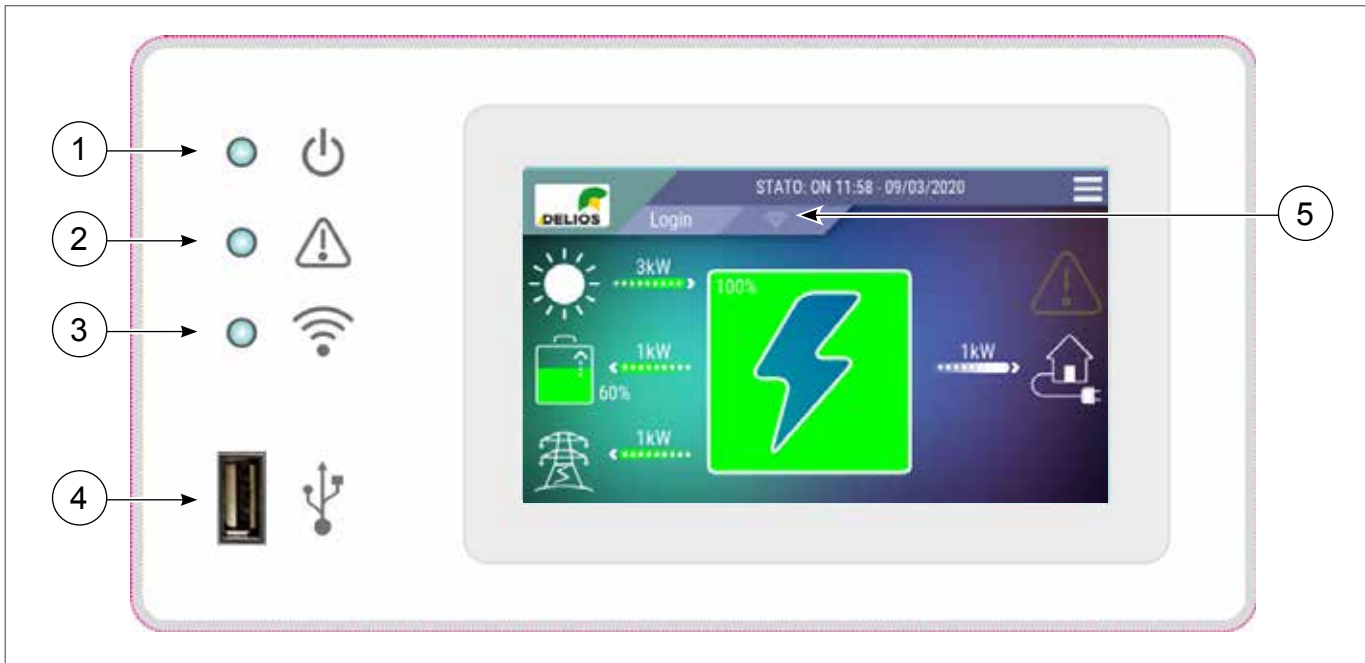 1
2
3
4
5
DELIOS
STATO: ON 11:58 - 09/03/2020
Login
3kW
100%
1kW
60%
1kW
1kW